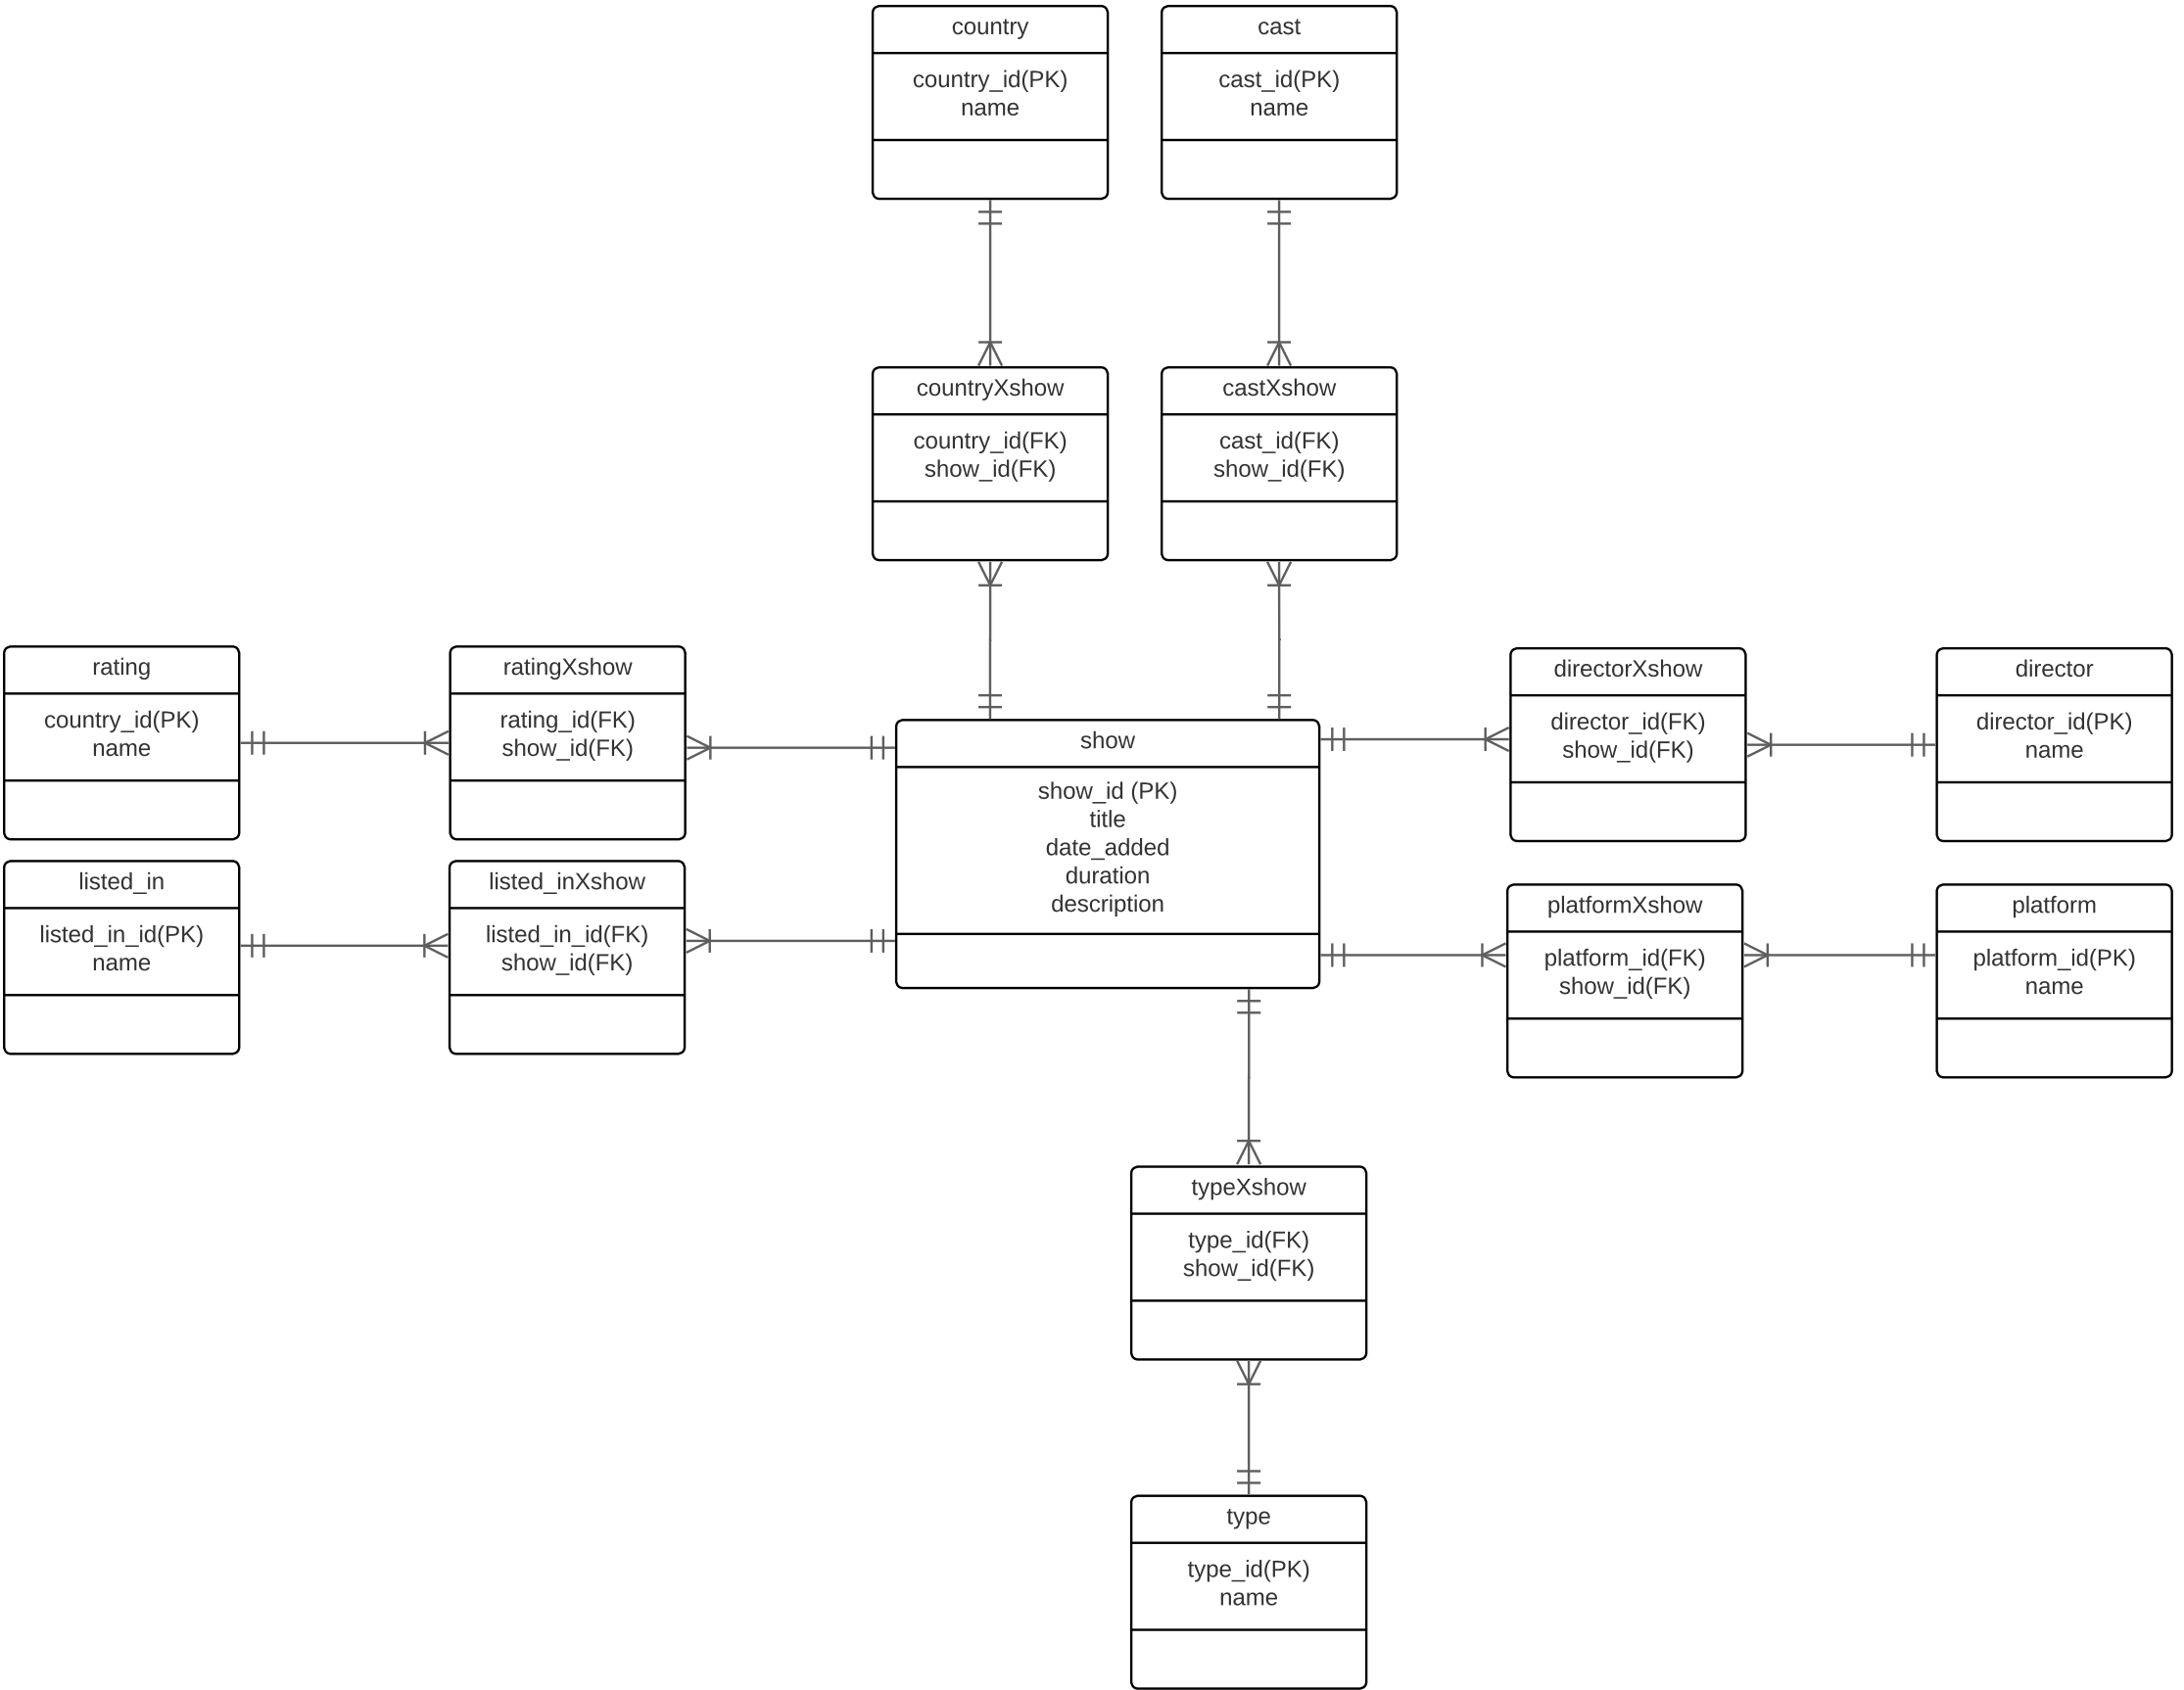 country
country_id(PK)
name
cast
cast_id(PK)
name
countryXshow
country_id(FK)
show_id(FK)
castXshow
cast_id(FK)
show_id(FK)
rating
country_id(PK)
name
ratingXshow
rating_id(FK)
show_id(FK)
show
show_id (PK)
title
date_added
duration
description
directorXshow
director_id(FK)
show_id(FK)
director
director_id(PK)
name
listed_in
listed_in_id(PK)
name
listed_inXshow
listed_in_id(FK)
show_id(FK)
platformXshow
platform_id(FK)
show_id(FK)
platform
platform_id(PK)
name
typeXshow
type_id(FK)
show_id(FK)
type
type_id(PK)
name